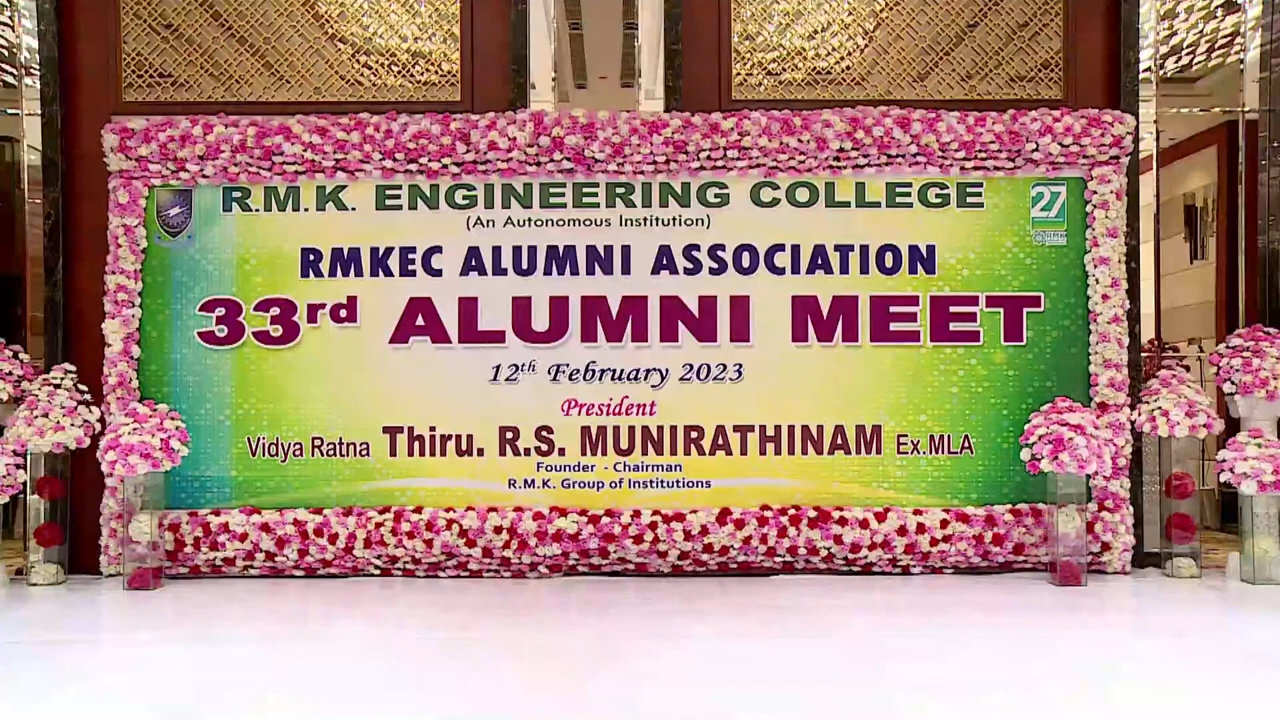 R.M.K. ENGINEERING COLLEGE
27
(An Autonomous Institution)
RMK
RMKEC ALUMNI ASSOCIATION
33rd ALUMNI MEET
12th February 2023
President
Vidya Ratna Thiru. R.S. MUNIRATHINAM Ex.MLA
Founder - Chairman
R.M.K. Group of Institutions